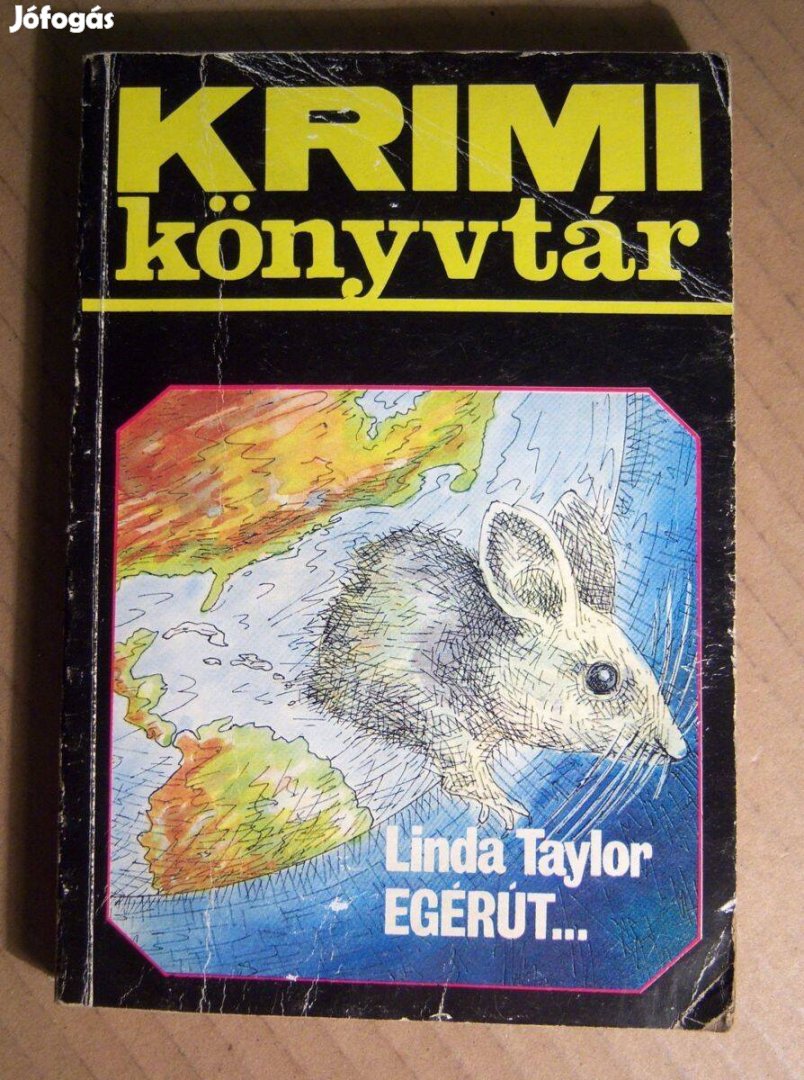 Jófogás
KRIMI
könyvtár
Linda Taylor
EGÉRÚT...